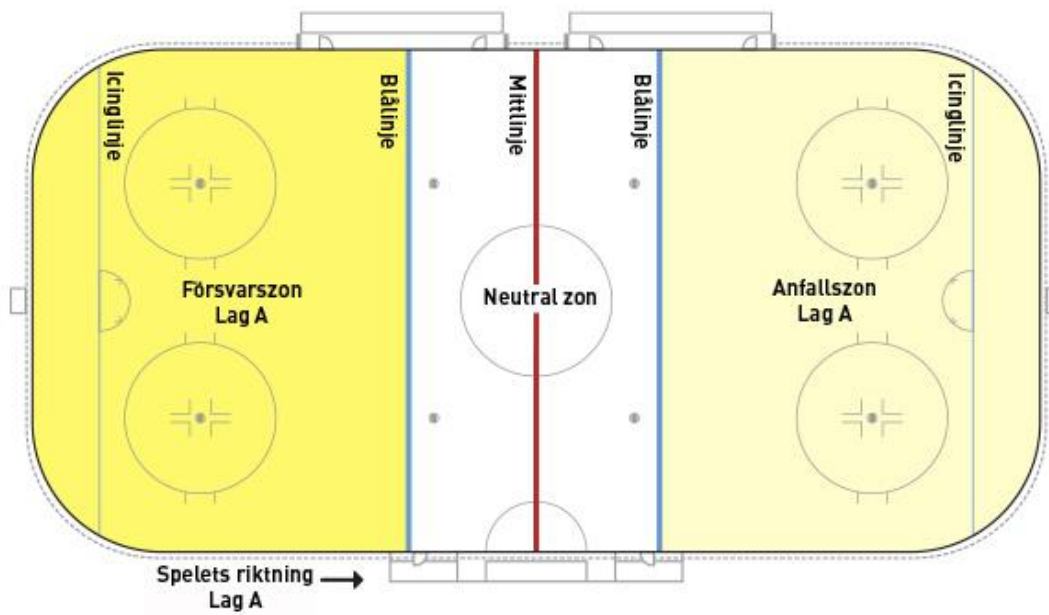 Icinglinje
Blålinje
Mittlinje
Blålinje
Icinglinje
Försvarszon
Lag A
Neutral zon
Anfallszon
Lag A
Spelets riktning
Lag A